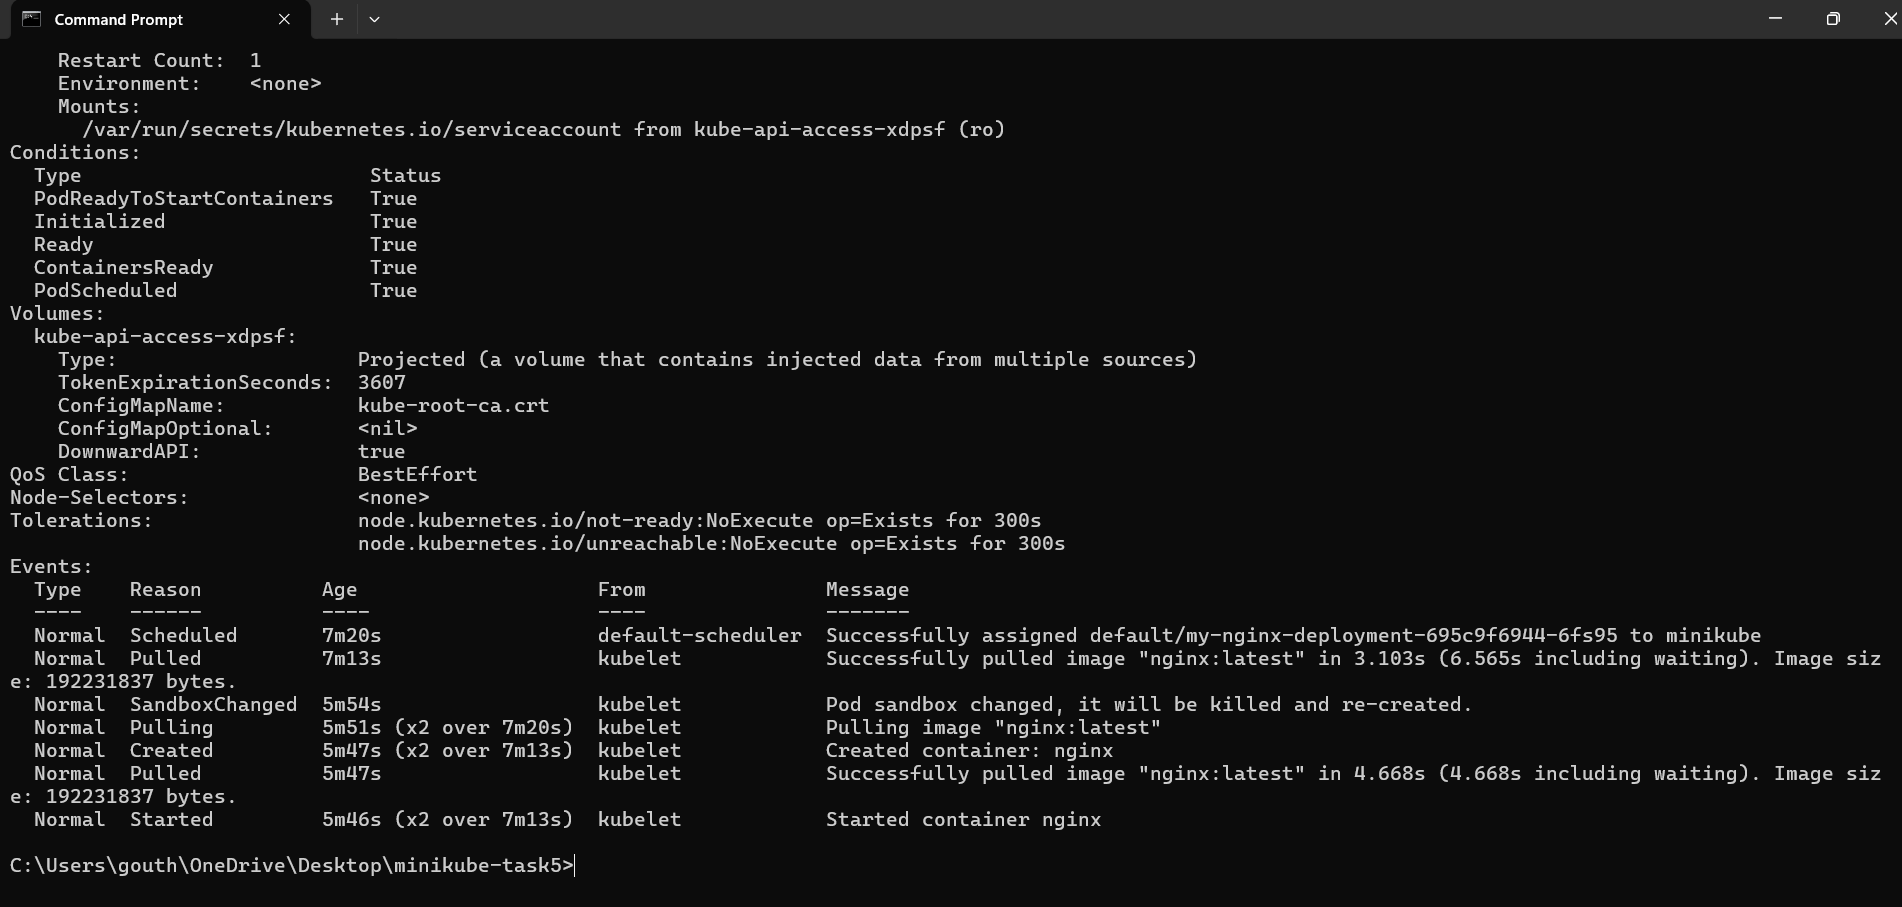 Command Prompt
    Restart Count:  1
    Environment:    <none>
    Mounts:
      /var/run/secrets/kubernetes.io/serviceaccount from kube-api-access-xdpsf (ro)
Conditions:
  Type                        Status
  PodReadyToStartContainers   True
  Initialized                 True
  Ready                       True
  ContainersReady             True
  PodScheduled                True
Volumes:
  kube-api-access-xdpsf:
    Type:                    Projected (a volume that contains injected data from multiple sources)
    TokenExpirationSeconds:  3607
    ConfigMapName:           kube-root-ca.crt
    ConfigMapOptional:       <nil>
    DownwardAPI:             true
QoS Class:                   BestEffort
Node-Selectors:              <none>
Tolerations:                 node.kubernetes.io/not-ready:NoExecute op=Exists for 300s
                             node.kubernetes.io/unreachable:NoExecute op=Exists for 300s
Events:
  Type    Reason          Age                    From               Message
  ----    ------          ----                   ----               -------
  Normal  Scheduled       7m20s                  default-scheduler  Successfully assigned default/my-nginx-deployment-695c9f6944-6fs95 to minikube
  Normal  Pulled          7m13s                  kubelet            Successfully pulled image "nginx:latest" in 3.103s (6.565s including waiting). Image siz
e: 192231837 bytes.
  Normal  SandboxChanged  5m54s                  kubelet            Pod sandbox changed, it will be killed and re-created.
  Normal  Pulling         5m51s (x2 over 7m20s)  kubelet            Pulling image "nginx:latest"
  Normal  Created         5m47s (x2 over 7m13s)  kubelet            Created container: nginx
  Normal  Pulled          5m47s                  kubelet            Successfully pulled image "nginx:latest" in 4.668s (4.668s including waiting). Image siz
e: 192231837 bytes.
  Normal  Started         5m46s (x2 over 7m13s)  kubelet            Started container nginx
C:\Users\gouth\OneDrive\Desktop\minikube-task5>